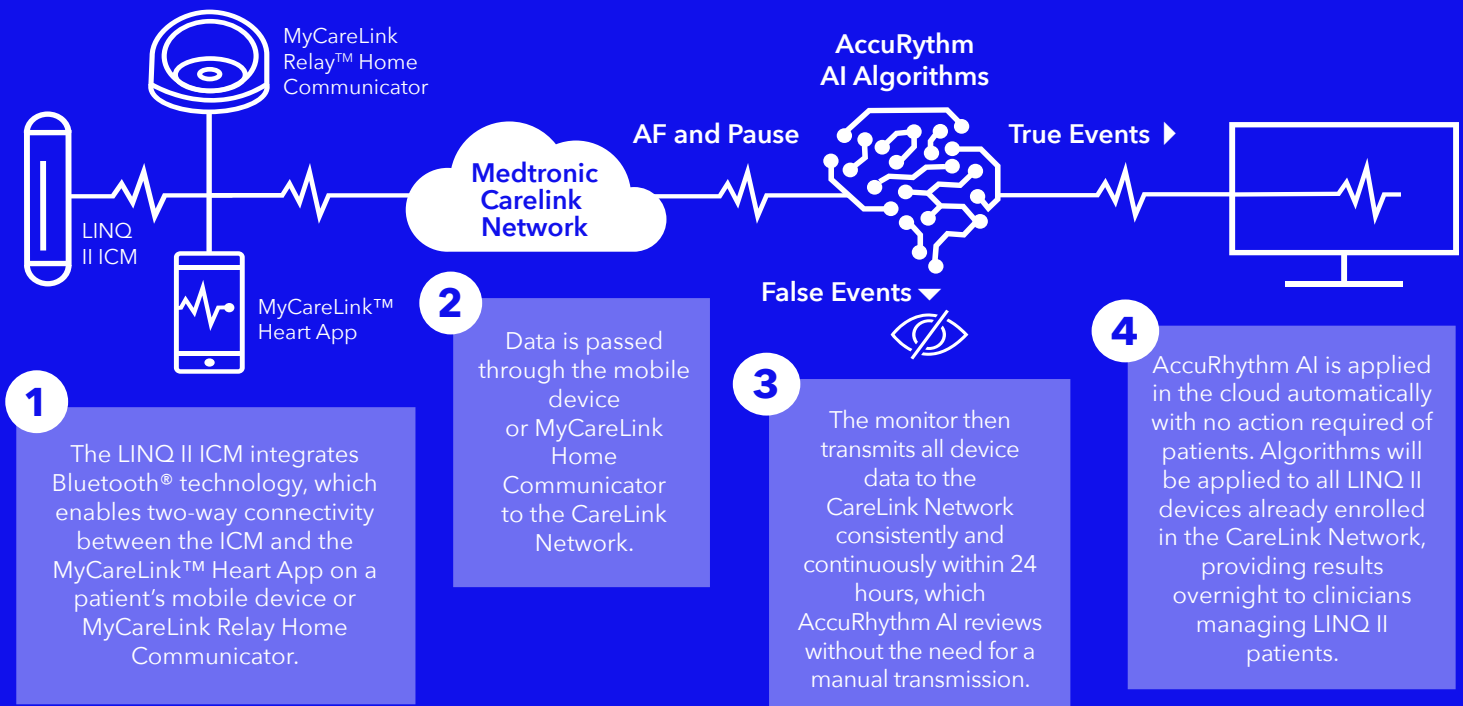 MyCareLink
Relay™ Home
Communicator
LINQ
II ICM
MyCareLink™
Heart App
Medtronic
Carelink
Network
AF and Pause
AccuRythm
AI Algorithms
True Events
False Events
1
The LINQ II ICM integrates
Bluetooth® technology, which
enables two-way connectivity
between the ICM and the
MyCareLink™ Heart App on a
patient’s mobile device or
MyCareLink Relay Home
Communicator.
2
Data is passed
through the mobile
device
or MyCareLink
Home
Communicator
to the CareLink
Network.
3
The monitor then
transmits all device
data to the
CareLink Network
consistently and
continuously within 24
hours, which
AccuRhythm AI reviews
without the need for a
manual transmission.
4
AccuRhythm AI is applied
in the cloud automatically
with no action required of
patients. Algorithms will
be applied to all LINQ II
devices already enrolled
in the CareLink Network,
providing results
overnight to clinicians
managing LINQ II
patients.